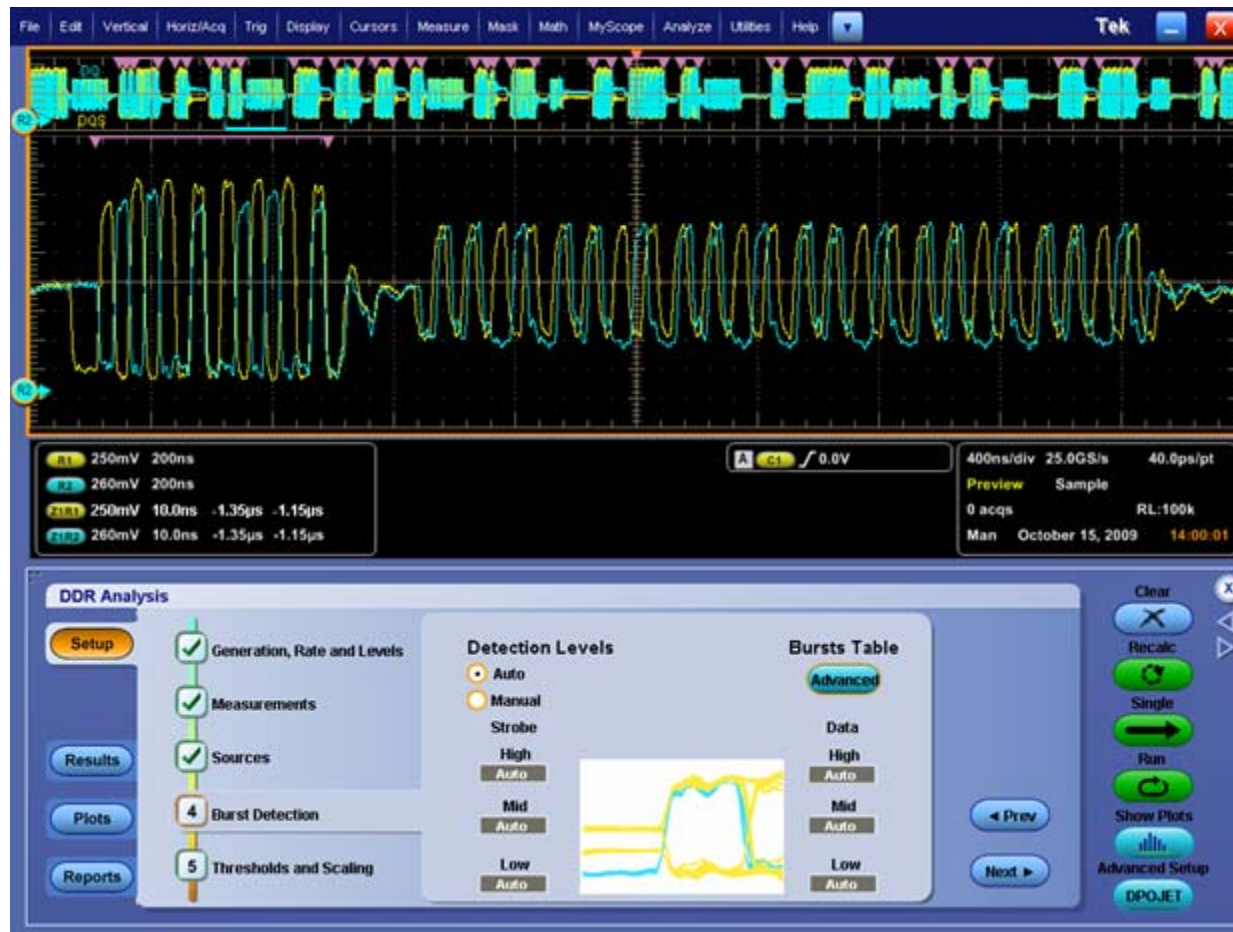 File Edit Vertical Horiz/Acq Trig Display Cursors Measure Mask Math MyScope Analyze Utilities Help Tek X
DQ
R2
DQS
R2
R1 250mV 200ns
R2 260mV 200ns
Z1R1 250mV 10.0ns -1.35µs -1.15µs
Z1R2 260mV 10.0ns -1.35µs -1.15µs
A C1 0.0V
400ns/div 25.0GS/s 40.0ps/pt
Preview Sample
0 acqs RL:100k
Man October 15, 2009 14:00:01
DDR Analysis
Setup
Results
Plots
Reports
Generation, Rate and Levels
Measurements
Sources
4 Burst Detection
5 Thresholds and Scaling
Detection Levels
Auto
Manual
Strobe
High
Auto
Mid
Auto
Low
Auto
Bursts Table
Advanced
Data
High
Auto
Mid
Auto
Low
Auto
Prev
Next
Clear
X
Recalc
Single
Run
Show Plots
Advanced Setup
DPOJET